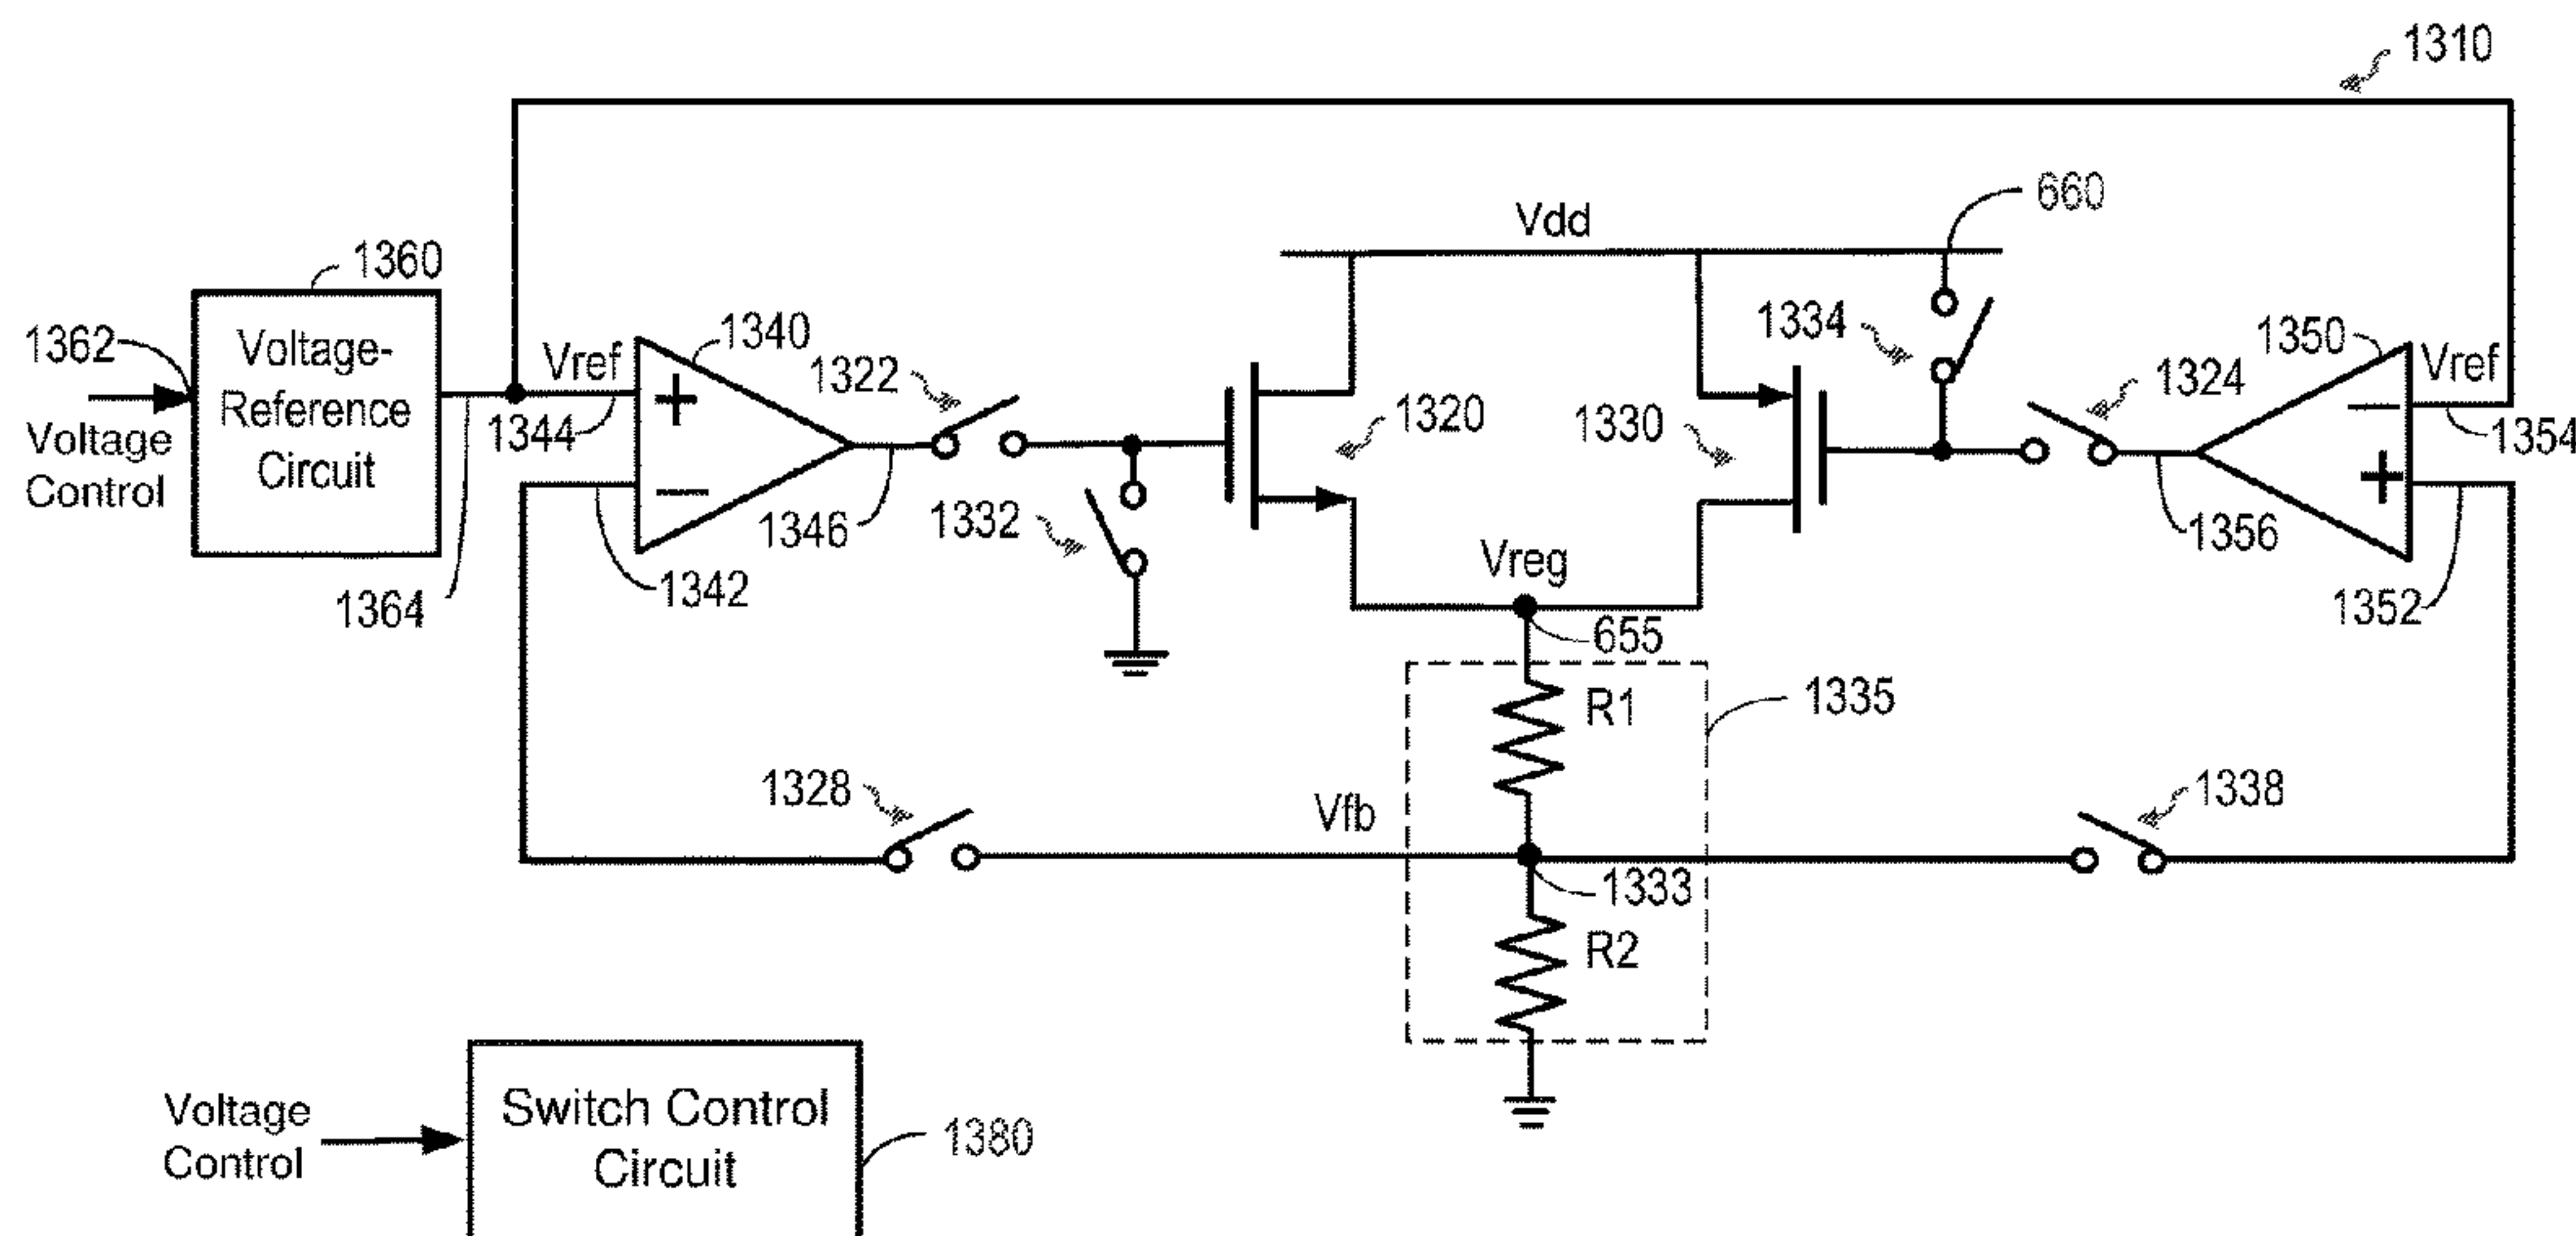 1310
660
Vdd
1360
1362
Voltage-
Reference
Circuit
Voltage
Control
1364
Vref
1344
1340
+
−
1342
1346
1322
1332
1320
1330
1334
1324
1350
Vref
−
1354
+
1356
1352
Vreg
655
R1
1335
1328
Vfb
1338
1333
R2
Voltage
Control
Switch Control
Circuit
1380